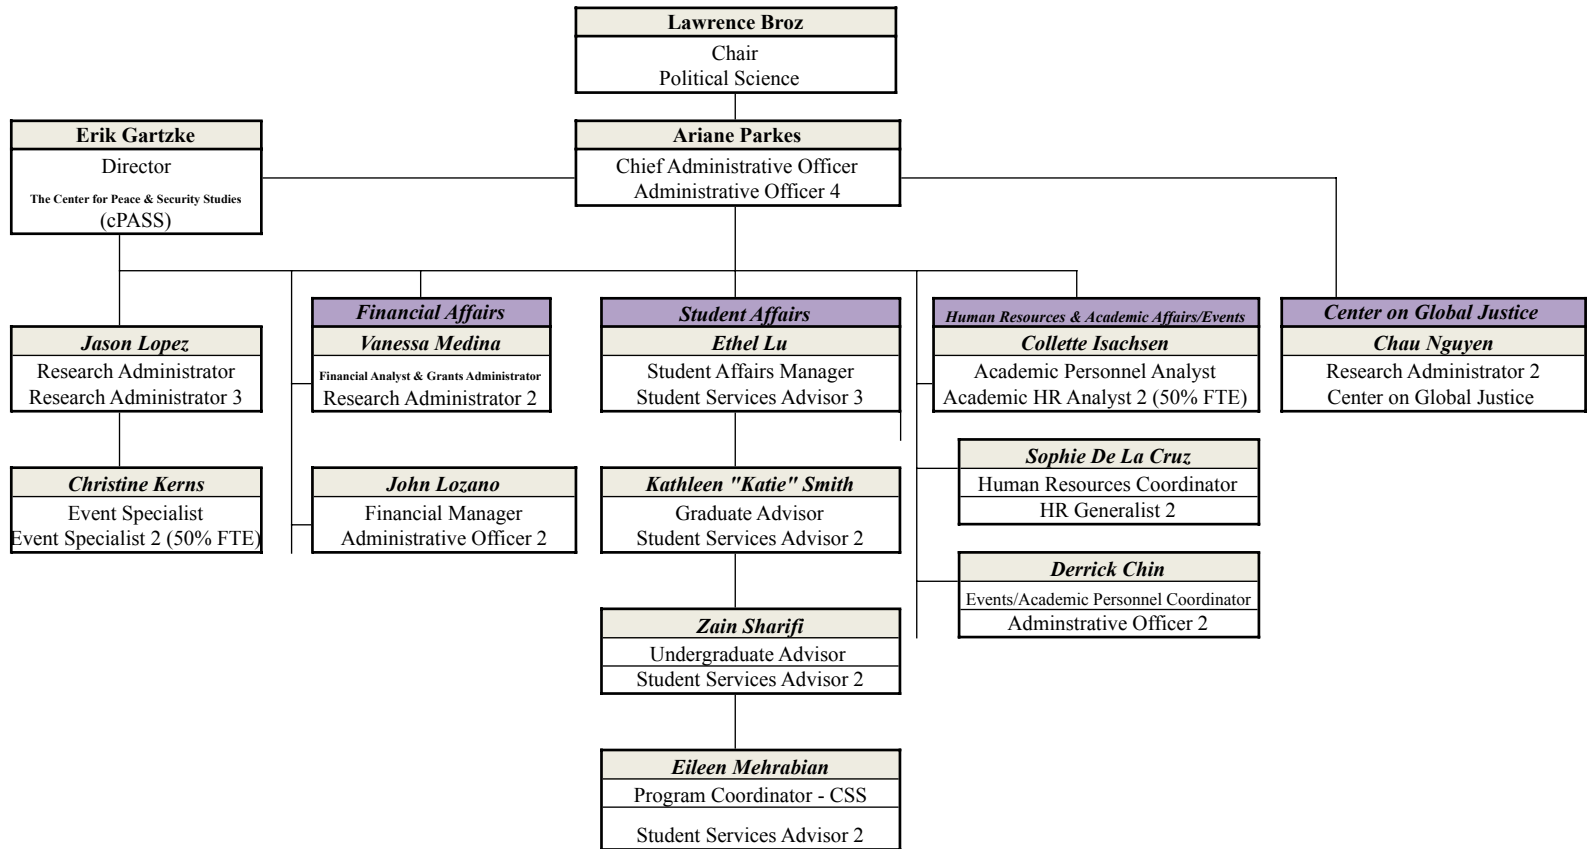 Lawrence Broz
Chair
Political Science
Erik Gartzke
Director
The Center for Peace & Security Studies
(cPASS)
Ariane Parkes
Chief Administrative Officer
Administrative Officer 4
Jason Lopez
Research Administrator
Research Administrator 3
Christine Kerns
Event Specialist
Event Specialist 2 (50% FTE)
Financial Affairs
Vanessa Medina
Financial Analyst & Grants Administrator
Research Administrator 2
John Lozano
Financial Manager
Administrative Officer 2
Student Affairs
Ethel Lu
Student Affairs Manager
Student Services Advisor 3
Kathleen "Katie" Smith
Graduate Advisor
Student Services Advisor 2
Zain Sharifi
Undergraduate Advisor
Student Services Advisor 2
Eileen Mehrabian
Program Coordinator - CSS
Student Services Advisor 2
Human Resources & Academic Affairs/Events
Collette Isachsen
Academic Personnel Analyst
Academic HR Analyst 2 (50% FTE)
Sophie De La Cruz
Human Resources Coordinator
HR Generalist 2
Derrick Chin
Events/Academic Personnel Coordinator
Adminstrative Officer 2
Center on Global Justice
Chau Nguyen
Research Administrator 2
Center on Global Justice